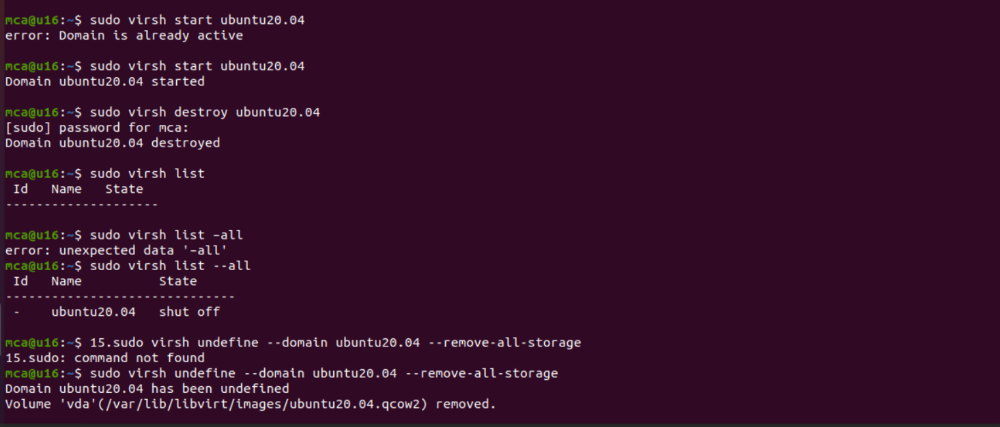 mca@u16:~$ sudo virsh start ubuntu20.04
error: Domain is already active
mca@u16:~$ sudo virsh start ubuntu20.04
Domain ubuntu20.04 started
mca@u16:~$ sudo virsh destroy ubuntu20.04
[sudo] password for mca:
Domain ubuntu20.04 destroyed
mca@u16:~$ sudo virsh list
 Id   Name   State
--------------------
mca@u16:~$ sudo virsh list –all
error: unexpected data '–all'
mca@u16:~$ sudo virsh list --all
 Id   Name          State
------------------------------
 -    ubuntu20.04   shut off
mca@u16:~$ 15.sudo virsh undefine --domain ubuntu20.04 --remove-all-storage
15.sudo: command not found
mca@u16:~$ sudo virsh undefine --domain ubuntu20.04 --remove-all-storage
Domain ubuntu20.04 has been undefined
Volume 'vda'(/var/lib/libvirt/images/ubuntu20.04.qcow2) removed.